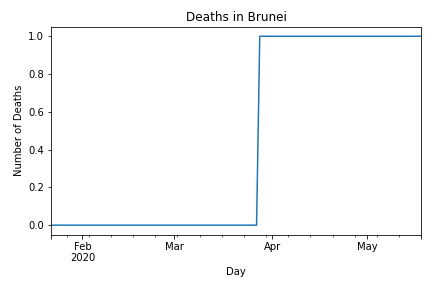 Deaths in Brunei
Number of Deaths
1.0
0.8
0.6
0.4
0.2
0.0
Feb
2020
Mar
Apr
May
Day